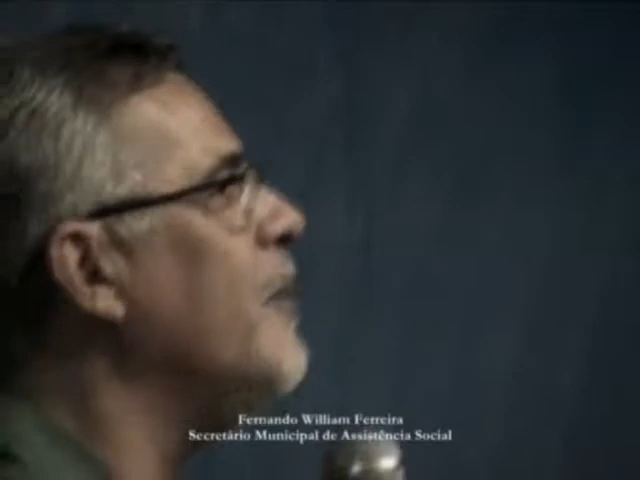 Fernando William Ferreira
Secretário Municipal de Assistência Social